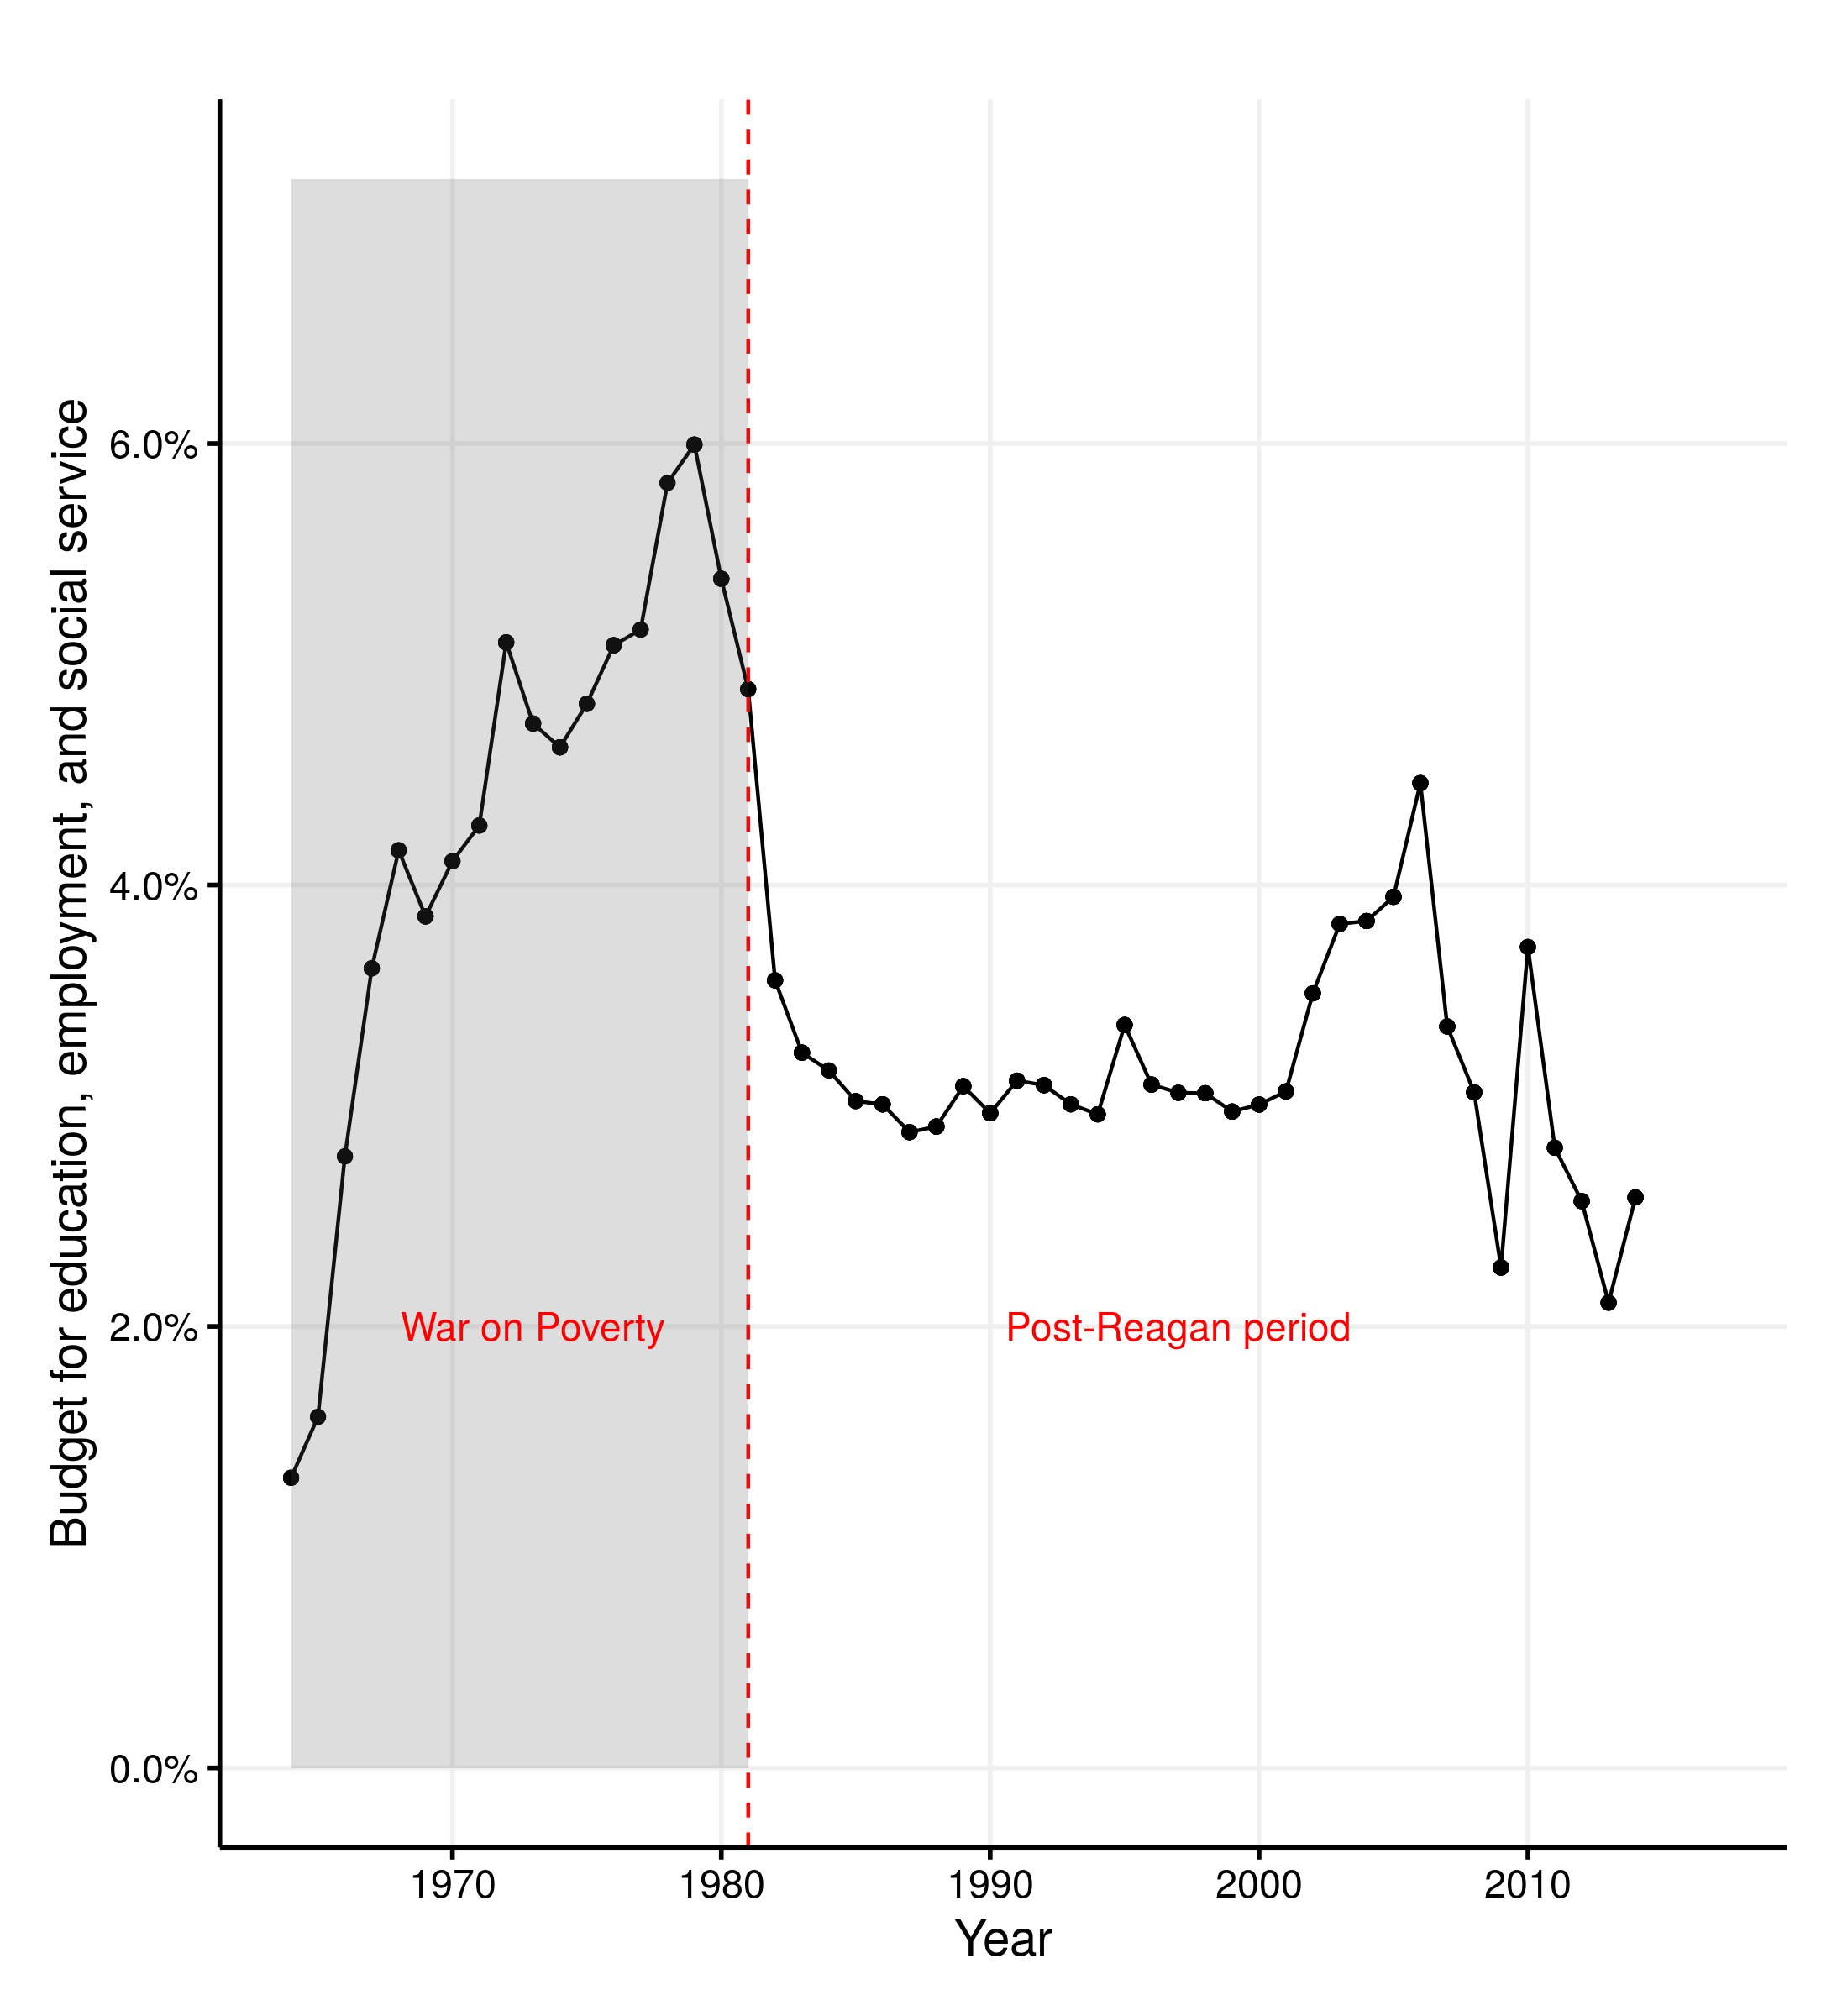 Budget for education, employment, and social service
6.0%
4.0%
2.0%
0.0%
War on Poverty
Post-Reagan period
1970
1980
1990
2000
2010
Year